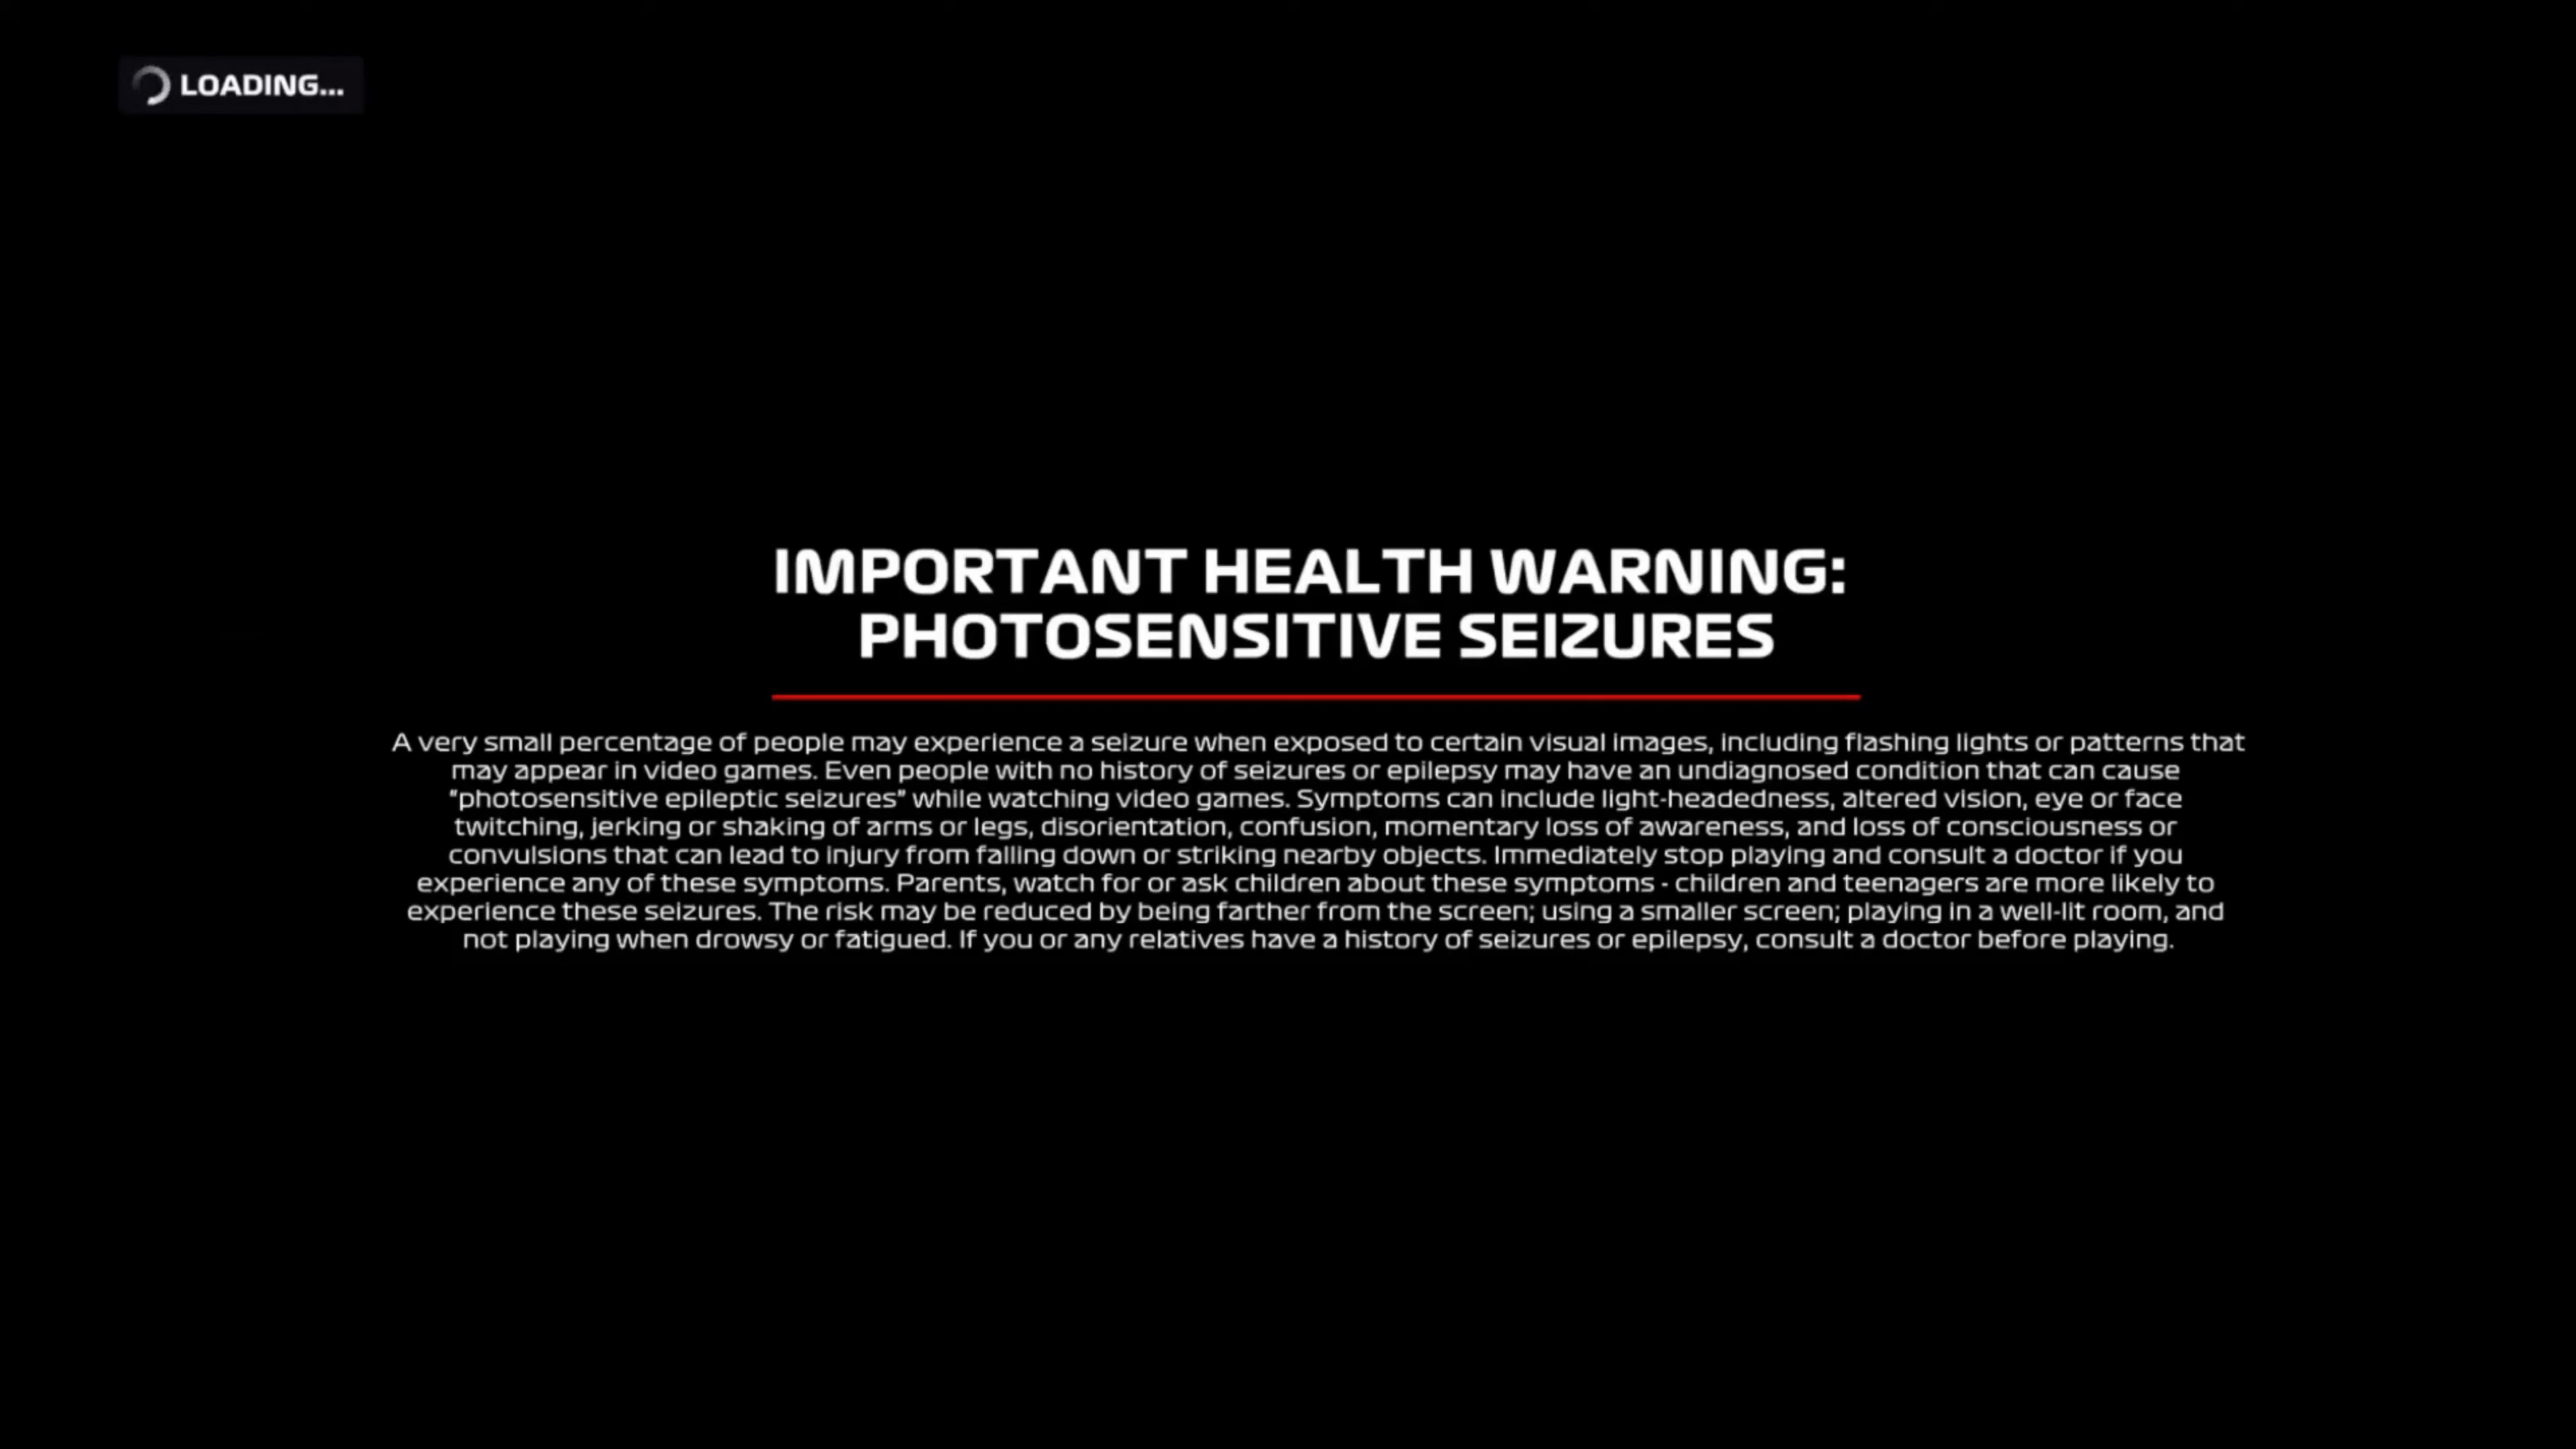 LOADING...
IMPORTANT HEALTH WARNING:
PHOTOSENSITIVE SEIZURES
A very small percentage of people may experience a seizure when exposed to certain visual images, including flashing lights or patterns that
may appear in video games. Even people with no history of seizures or epilepsy may have an undiagnosed condition that can cause
"photosensitive epileptic seizures" while watching video games. Symptoms can include light-headedness, altered vision, eye or face
twitching, jerking or shaking of arms or legs, disorientation, confusion, momentary loss of awareness, and loss of consciousness or
convulsions that can lead to injury from falling down or striking nearby objects. Immediately stop playing and consult a doctor if you
experience any of these symptoms. Parents, watch for or ask children about these symptoms - children and teenagers are more likely to
experience these seizures. The risk may be reduced by being farther from the screen; using a smaller screen; playing in a well-lit room, and
not playing when drowsy or fatigued. If you or any relatives have a history of seizures or epilepsy, consult a doctor before playing.